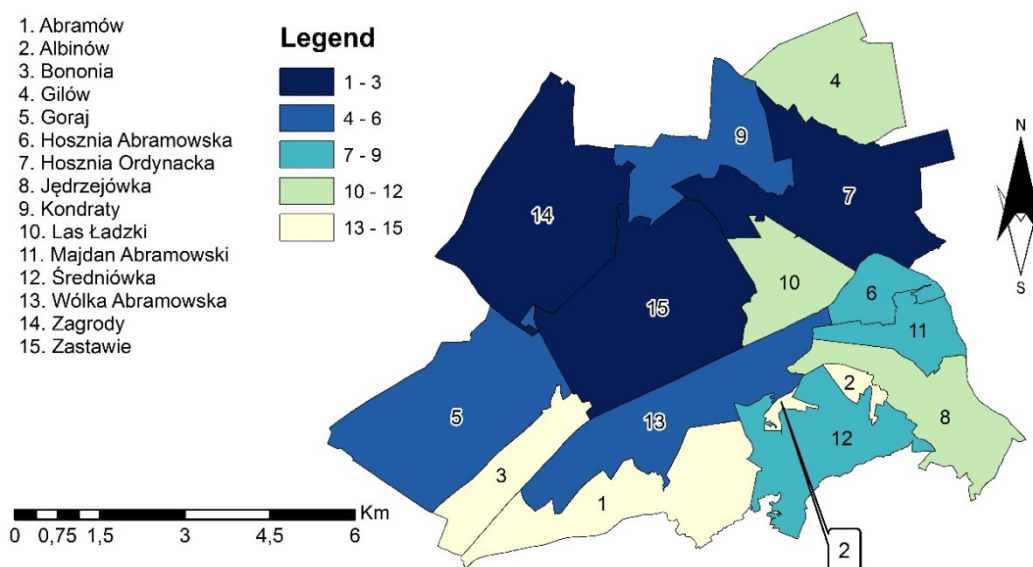 1. Abramów
2. Albinów
3. Bononia
4. Gilów
5. Goraj
6. Hosznia Abramowska
7. Hosznia Ordynacka
8. Jędrzejówka
9. Kondraty
10. Las Ładzki
11. Majdan Abramowski
12. Średniówka
13. Wólka Abramowska
14. Zagrody
15. Zastawie
Legend
1 - 3
4 - 6
7 - 9
10 - 12
13 - 15
4
9
7
14
10
6
15
11
2
5
13
8
12
3
1
2
N
S
Km
0 0,75 1,5 3 4,5 6